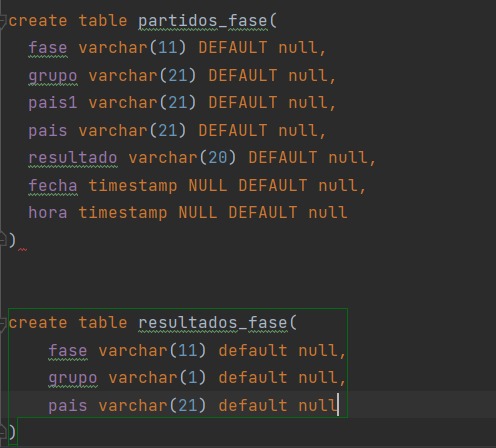 create table partidos_fase(
fase varchar(11) DEFAULT null,
grupo varchar(21) DEFAULT null,
pais1 varchar(21) DEFAULT null,
pais varchar(21) DEFAULT null,
resultado varchar(20) DEFAULT null,
fecha timestamp NULL DEFAULT null,
hora timestamp NULL DEFAULT null
)
create table resultados_fase(
fase varchar(11) default null,
grupo varchar(1) default null,
pais varchar(21) default null
)